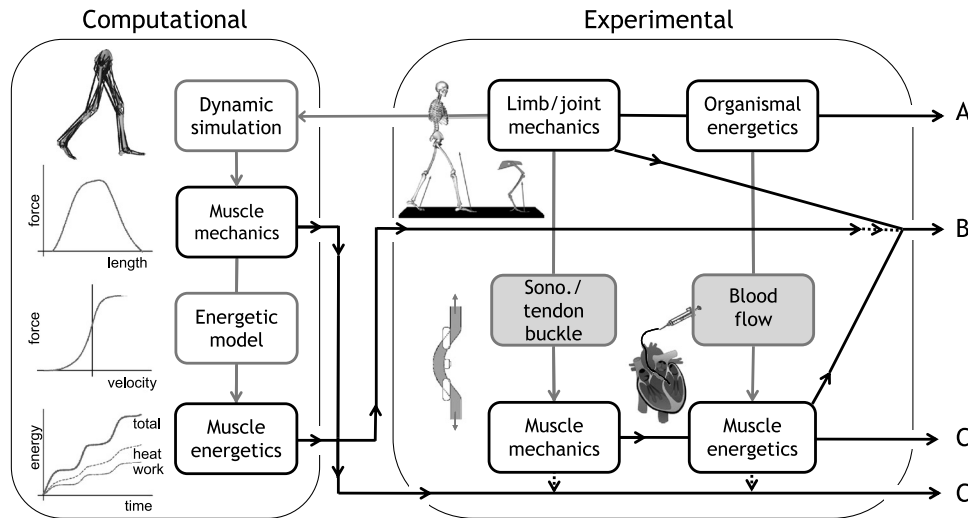 Computational
Experimental
Dynamic
simulation
Limb/joint
mechanics
Organismal
energetics
A
force
length
Muscle
mechanics
B
force
velocity
Energetic
model
Sono./
tendon
buckle
Blood
flow
energy
total
heat
work
time
Muscle
energetics
Muscle
mechanics
Muscle
energetics
C
C